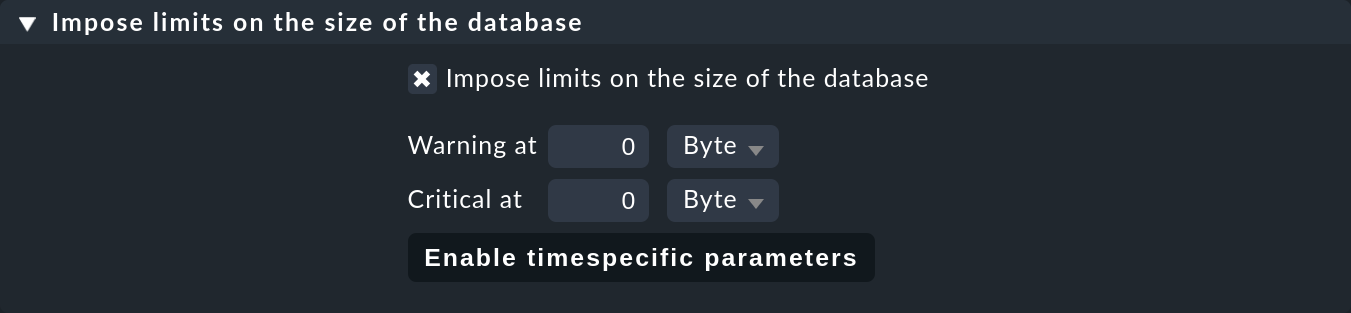 Impose limits on the size of the database
Impose limits on the size of the database
Warning at 0 Byte
Critical at 0 Byte
Enable timespecific parameters